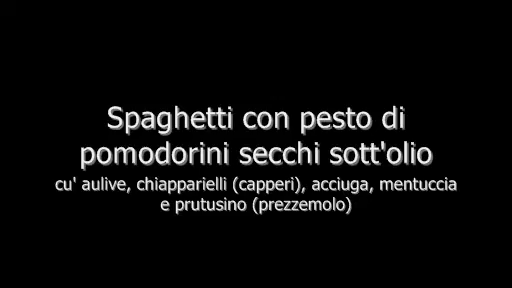 Spaghetti con pesto di
pomodorini secchi sott'olio
cu' aulive, chiapparielli (capperi), acciuga, mentuccia
e prutusino (prezzemolo)